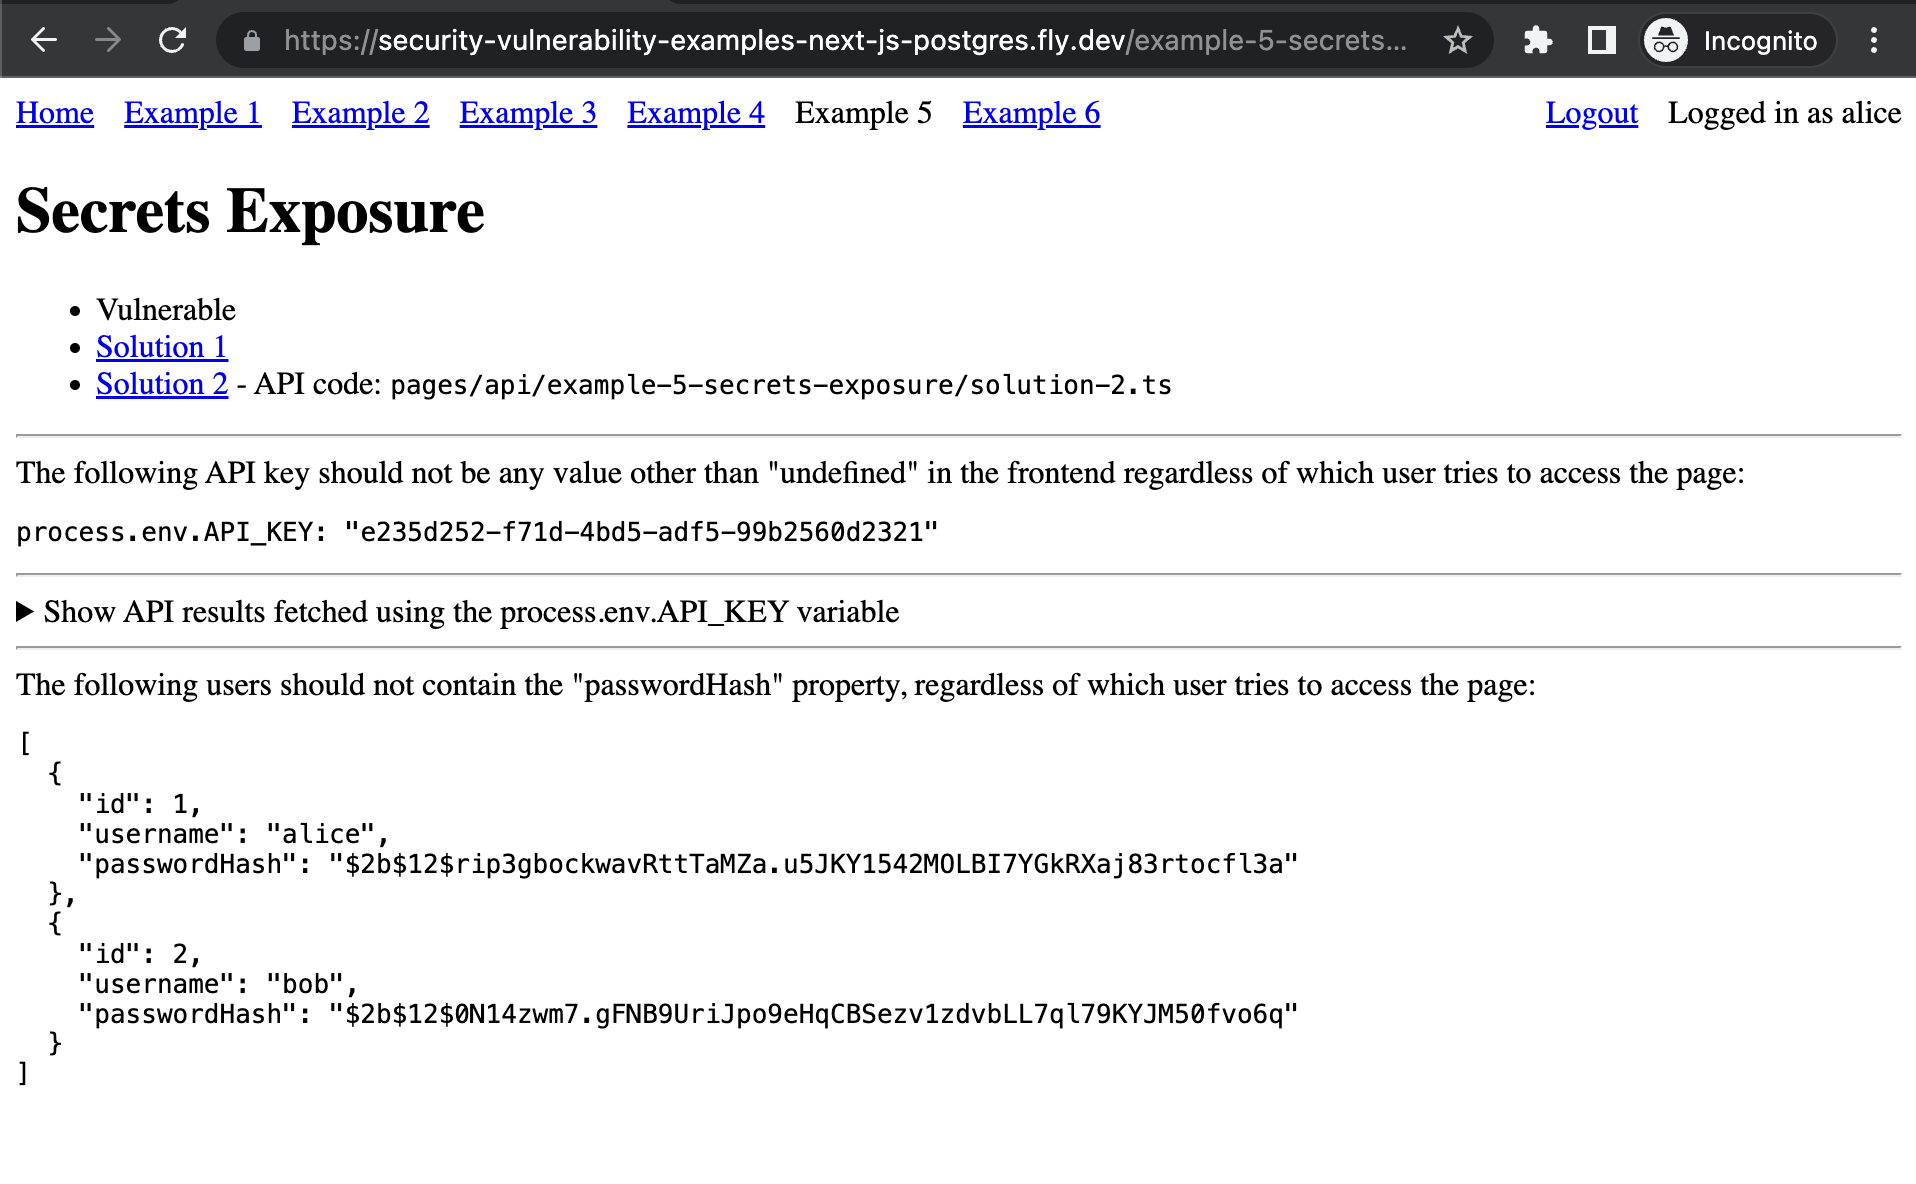 https://security-vulnerability-examples-next-js-postgres.fly.dev/example-5-secrets... Incognito
Home Example 1 Example 2 Example 3 Example 4 Example 5 Example 6 Logout Logged in as alice
Secrets Exposure
• Vulnerable
• Solution 1
• Solution 2 - API code: pages/api/example-5-secrets-exposure/solution-2.ts
The following API key should not be any value other than "undefined" in the frontend regardless of which user tries to access the page:
process.env.API_KEY: "e235d252-f71d-4bd5-adf5-99b2560d2321"
▶ Show API results fetched using the process.env.API_KEY variable
The following users should not contain the "passwordHash" property, regardless of which user tries to access the page:
[
  {
    "id": 1,
    "username": "alice",
    "passwordHash": "$2b$12$rip3gbockwavRttTaMZa.u5JKY1542MOLBI7YGkRXaj83rtocfl3a"
  },
  {
    "id": 2,
    "username": "bob",
    "passwordHash": "$2b$12$0N14zwm7.gFNB9UriJpo9eHqCBSezv1zdvbLL7ql79KYJM50fvo6q"
  }
]